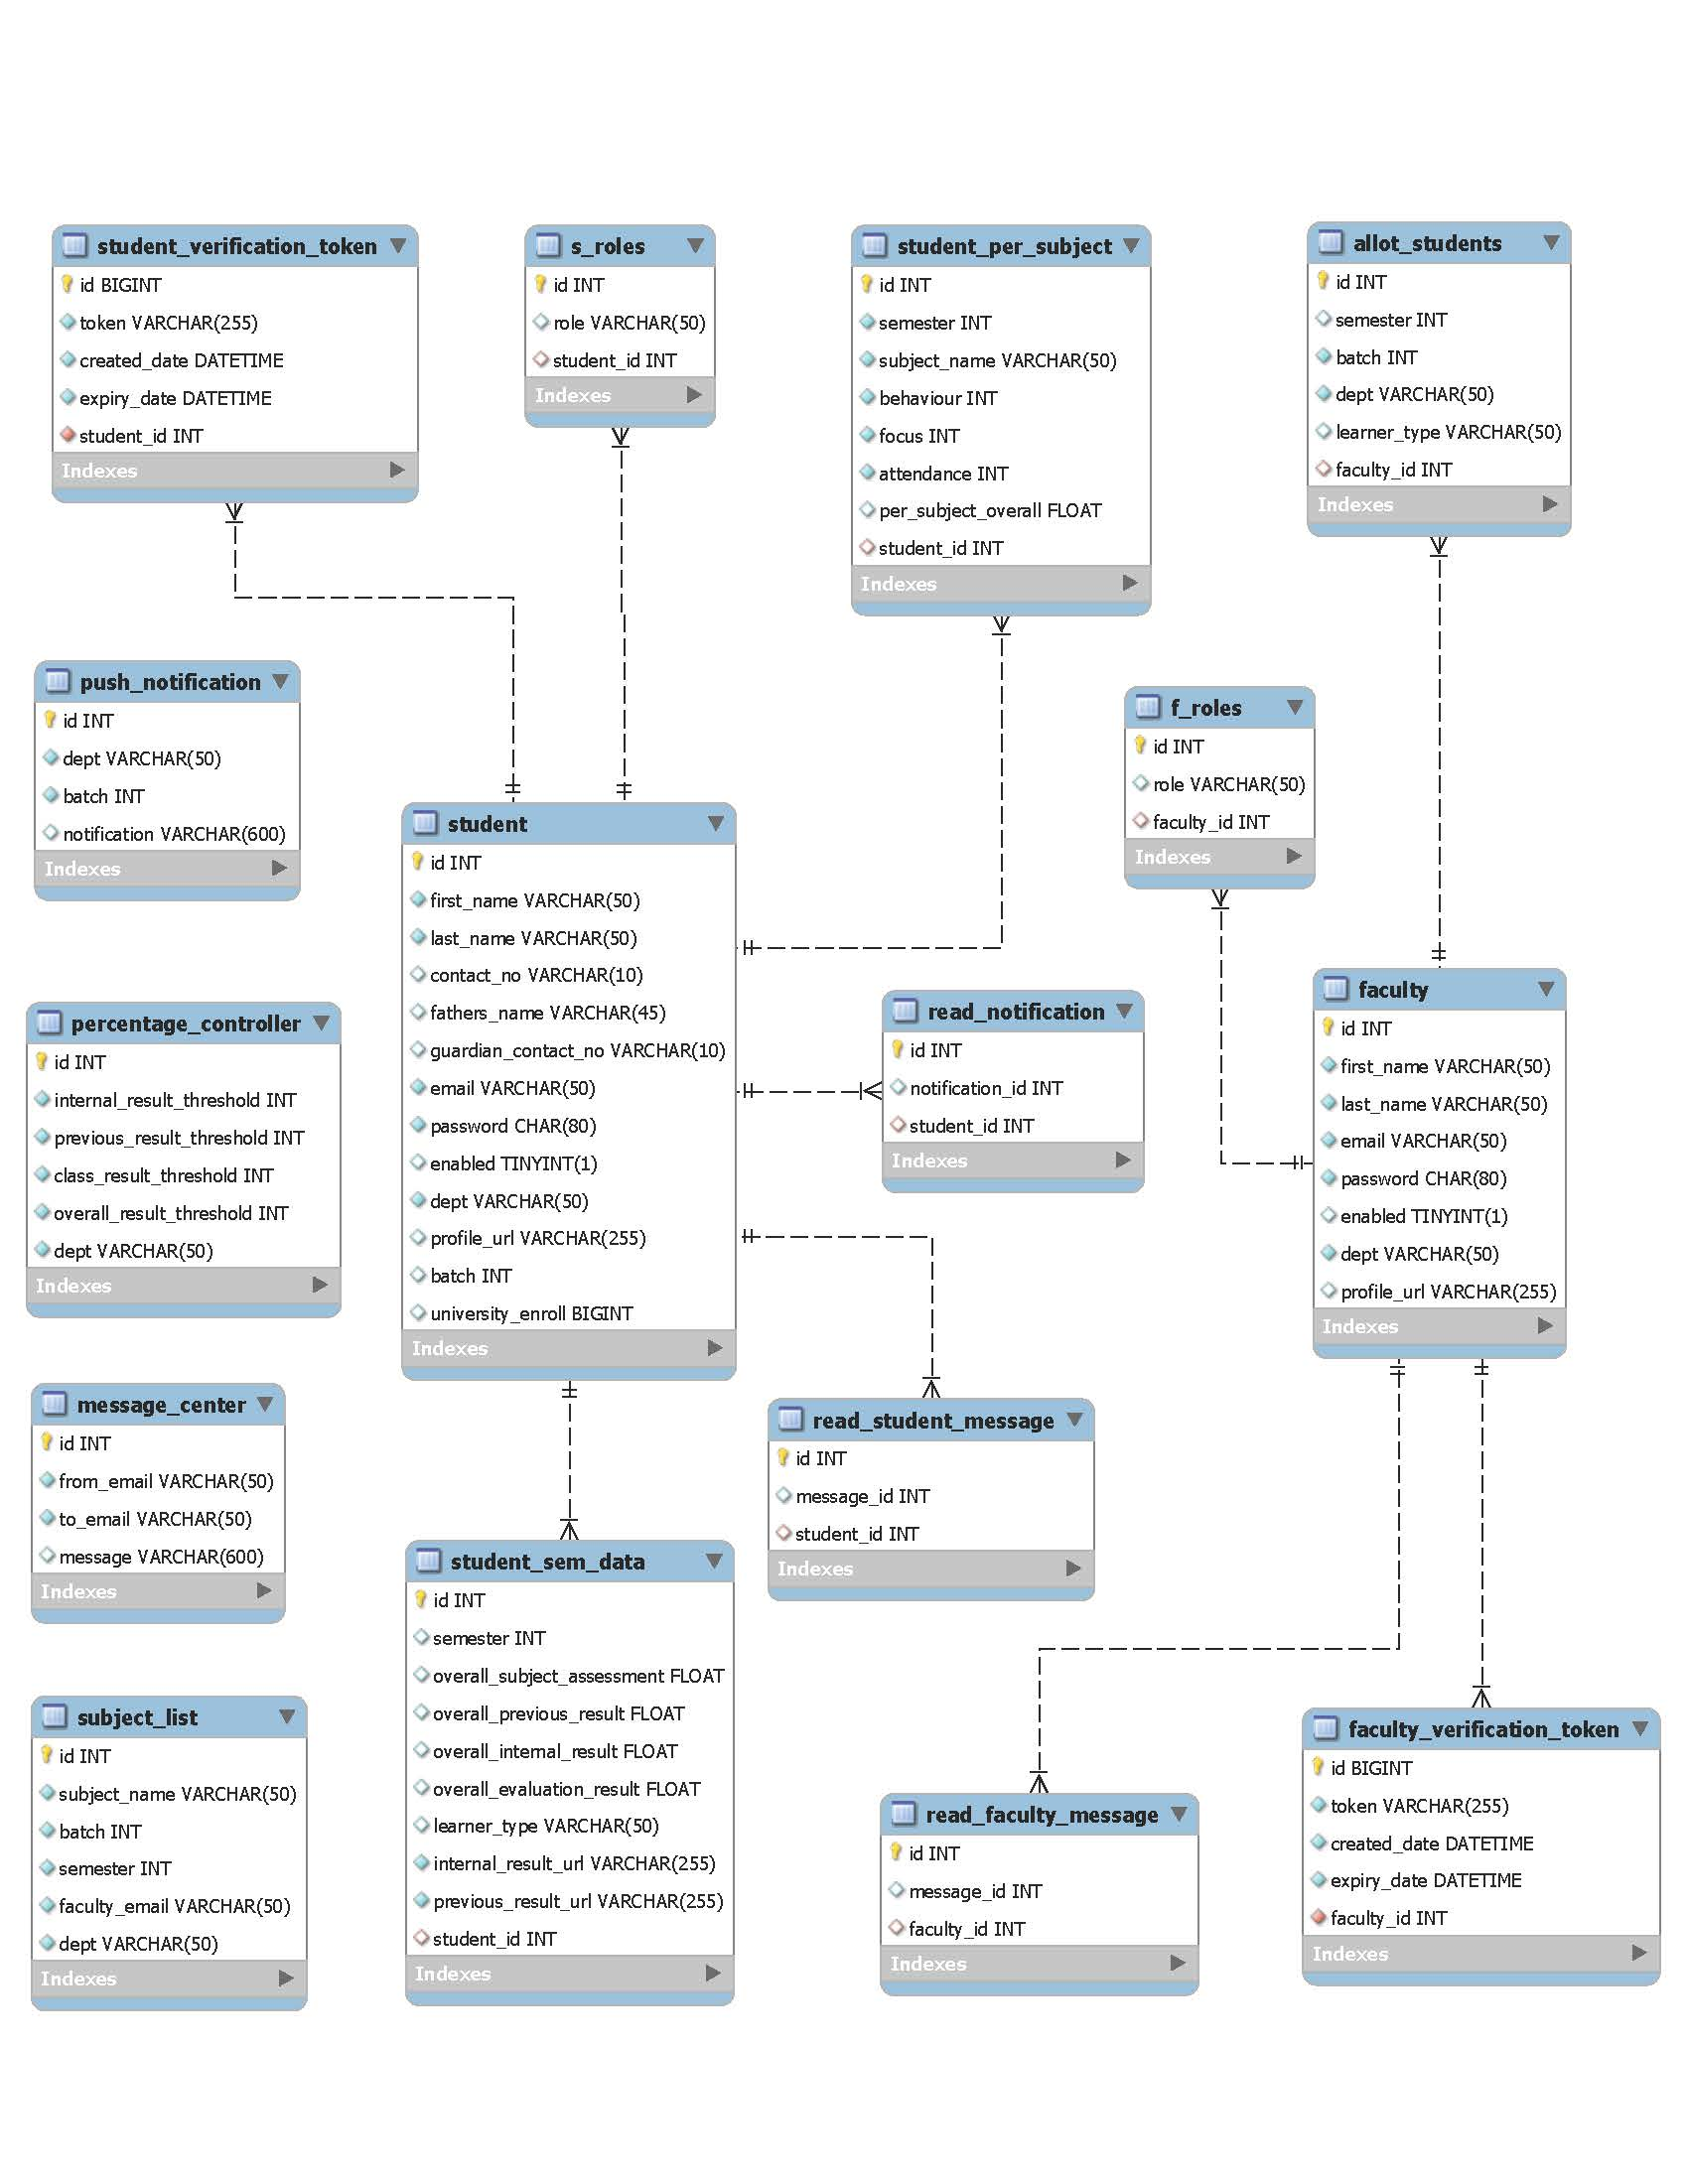 student_verification_token
id BIGINT
token VARCHAR(255)
created_date DATETIME
expiry_date DATETIME
student_id INT
Indexes
s_roles
id INT
role VARCHAR(50)
student_id INT
Indexes
student_per_subject
id INT
semester INT
subject_name VARCHAR(50)
behaviour INT
focus INT
attendance INT
per_subject_overall FLOAT
student_id INT
Indexes
allot_students
id INT
semester INT
batch INT
dept VARCHAR(50)
learner_type VARCHAR(50)
faculty_id INT
Indexes
push_notification
id INT
dept VARCHAR(50)
batch INT
notification VARCHAR(600)
Indexes
f_roles
id INT
role VARCHAR(50)
faculty_id INT
Indexes
student
id INT
first_name VARCHAR(50)
last_name VARCHAR(50)
contact_no VARCHAR(10)
fathers_name VARCHAR(45)
guardian_contact_no VARCHAR(10)
email VARCHAR(50)
password CHAR(80)
enabled TINYINT(1)
dept VARCHAR(50)
profile_url VARCHAR(255)
batch INT
university_enroll BIGINT
Indexes
faculty
id INT
first_name VARCHAR(50)
last_name VARCHAR(50)
email VARCHAR(50)
password CHAR(80)
enabled TINYINT(1)
dept VARCHAR(50)
profile_url VARCHAR(255)
Indexes
read_notification
id INT
notification_id INT
student_id INT
Indexes
percentage_controller
id INT
internal_result_threshold INT
previous_result_threshold INT
class_result_threshold INT
overall_result_threshold INT
dept VARCHAR(50)
Indexes
message_center
id INT
from_email VARCHAR(50)
to_email VARCHAR(50)
message VARCHAR(600)
Indexes
read_student_message
id INT
message_id INT
student_id INT
Indexes
student_sem_data
id INT
semester INT
overall_subject_assessment FLOAT
overall_previous_result FLOAT
overall_internal_result FLOAT
overall_evaluation_result FLOAT
learner_type VARCHAR(50)
internal_result_url VARCHAR(255)
previous_result_url VARCHAR(255)
student_id INT
Indexes
subject_list
id INT
subject_name VARCHAR(50)
batch INT
semester INT
faculty_email VARCHAR(50)
dept VARCHAR(50)
Indexes
read_faculty_message
id INT
message_id INT
faculty_id INT
Indexes
faculty_verification_token
id BIGINT
token VARCHAR(255)
created_date DATETIME
expiry_date DATETIME
faculty_id INT
Indexes